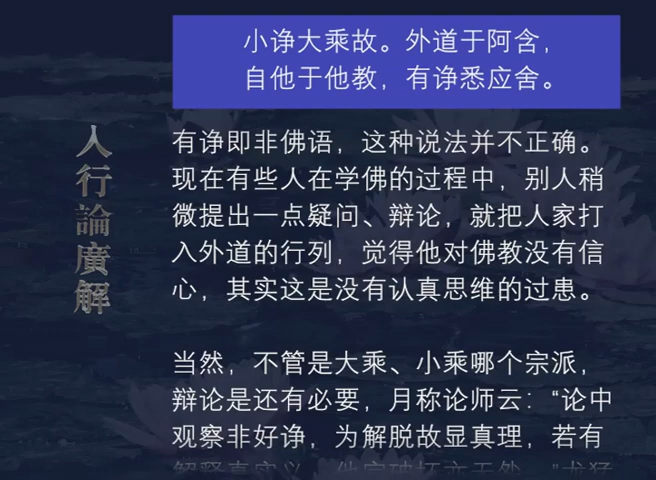 小诤大乘故。外道于阿含，
自他于他教，有诤悉应舍。
入行論廣解
有诤即非佛语，这种说法并不正确。
现在有些人在学佛的过程中，别人稍
微提出一点疑问、辩论，就把人家打
入外道的行列，觉得他对佛教没有信
心，其实这是没有认真思维的过患。
当然，不管是大乘、小乘哪个宗派，
辩论是还有必要，月称论师云：“论中
观察非好诤，为解脱故显真理，若有